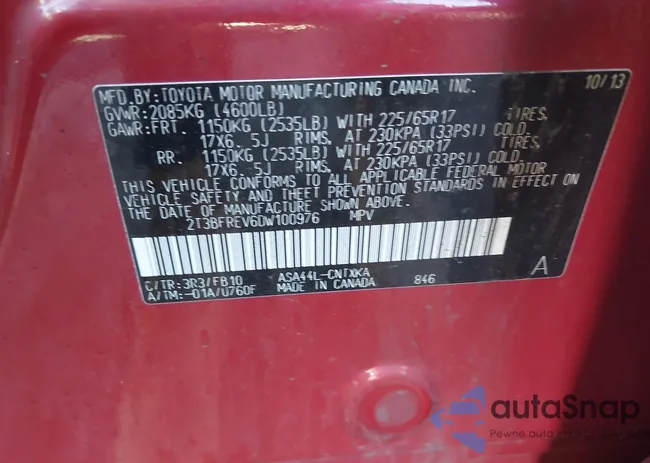 MFD.BY:TOYOTA MOTOR MANUFACTURING CANADA INC. 10/13
GVWR:2085KG (4600LB)
GAWR:FRT. 1150KG (2535LB) WITH 225/65R17 TIRES,
17X6. 5J RIMS, AT 230KPA (33PSI) COLD.
RR. 1150KG (2535LB) WITH 225/65R17 TIRES,
17X6. 5J RIMS, AT 230KPA (33PSI) COLD.
THIS VEHICLE CONFORMS TO ALL APPLICABLE FEDERAL MOTOR
VEHICLE SAFETY AND THEFT PREVENTION STANDARDS IN EFFECT ON
THE DATE OF MANUFACTURE SHOWN ABOVE.
2T3BFREV6DW100976 MPV
C/TR:3R3/FB10 ASA44L-CNTXKA 846 A
A/TM:-01A/U760F MADE IN CANADA
autaSnap
Pewne auto